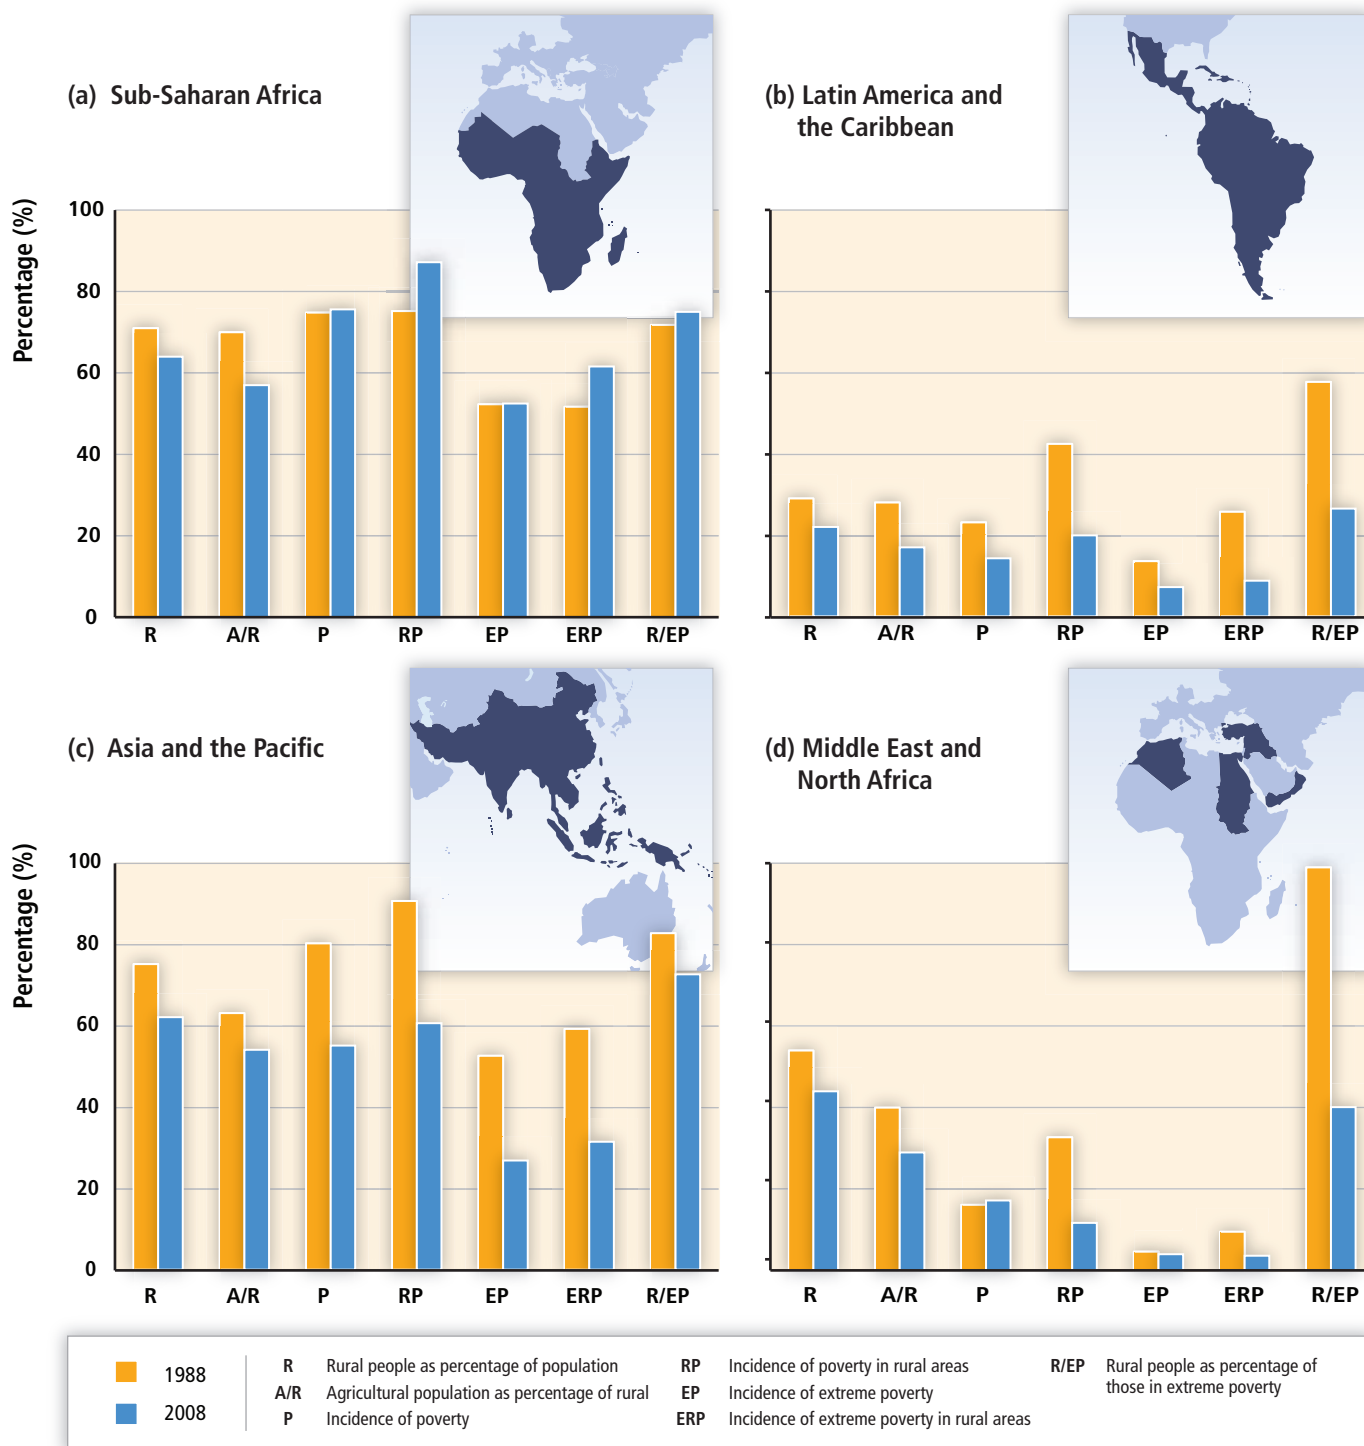 (a) Sub-Saharan Africa
(b) Latin America and
the Caribbean
Percentage (%)
100
80
60
40
20
0
R A/R P RP EP ERP R/EP
R A/R P RP EP ERP R/EP
(c) Asia and the Pacific
(d) Middle East and
North Africa
Percentage (%)
100
80
60
40
20
0
R A/R P RP EP ERP R/EP
R A/R P RP EP ERP R/EP
1988
2008
R Rural people as percentage of population
A/R Agricultural population as percentage of rural
P Incidence of poverty
RP Incidence of poverty in rural areas
EP Incidence of extreme poverty
ERP Incidence of extreme poverty in rural areas
R/EP Rural people as percentage of
those in extreme poverty